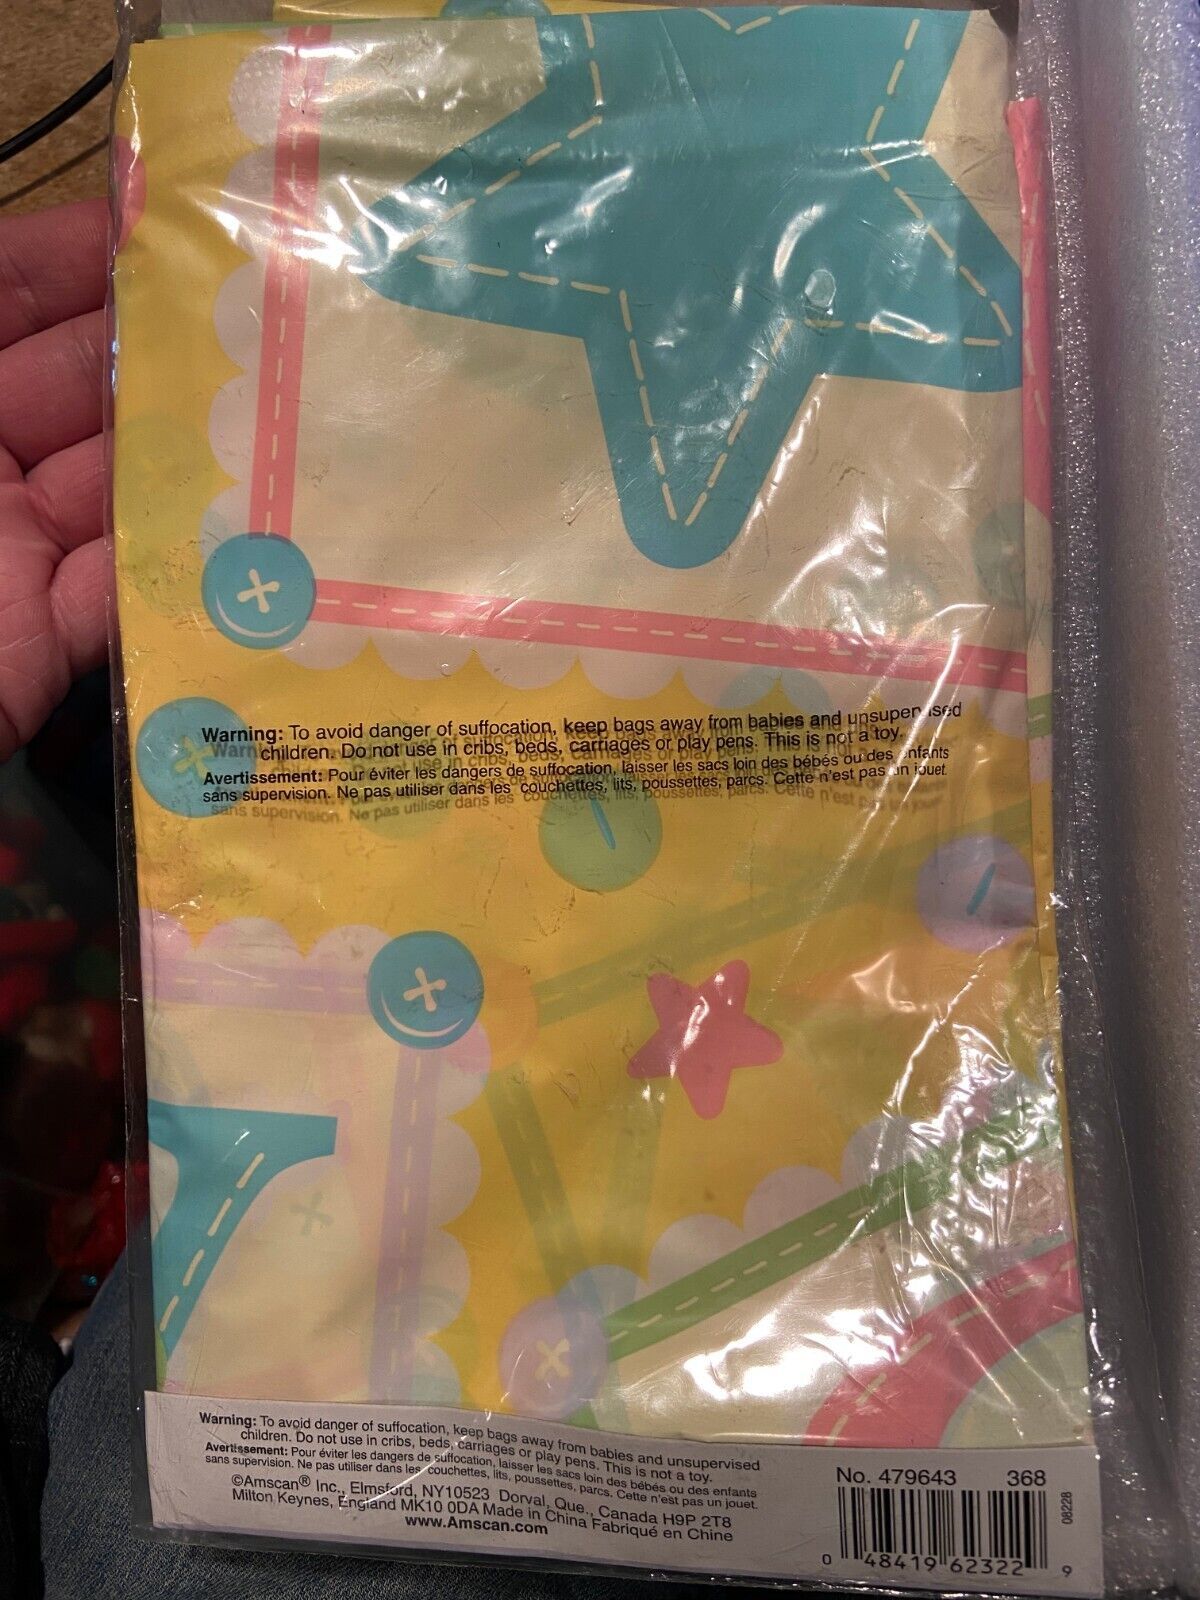 Warning: To avoid danger of suffocation, keep bags away from babies and unsupervised
children. Do not use in cribs, beds, carriages or play pens. This is not a toy.
Avertissement: Pour éviter les dangers de suffocation, laisser les sacs loin des bébés ou des enfants
sans supervision. Ne pas utiliser dans les couchettes, lits, poussettes, parcs. Cette n'est pas un jouet.
Warning: To avoid danger of suffocation, keep bags away from babies and unsupervised
children. Do not use in cribs, beds, carriages or play pens. This is not a toy.
Avertissement: Pour éviter les dangers de suffocation, laisser les sacs loin des bébés ou des enfants
sans supervision. Ne pas utiliser dans les couchettes, lits, poussettes, parcs. Cette n'est pas un jouet.
©Amscan® Inc., Elmsford, NY10523 Dorval, Que., Canada H9P 2T8
Milton Keynes, England MK10 0DA Made in China Fabriqué en Chine
www.Amscan.com
No. 479643 368
08228
0 48419 62322 9